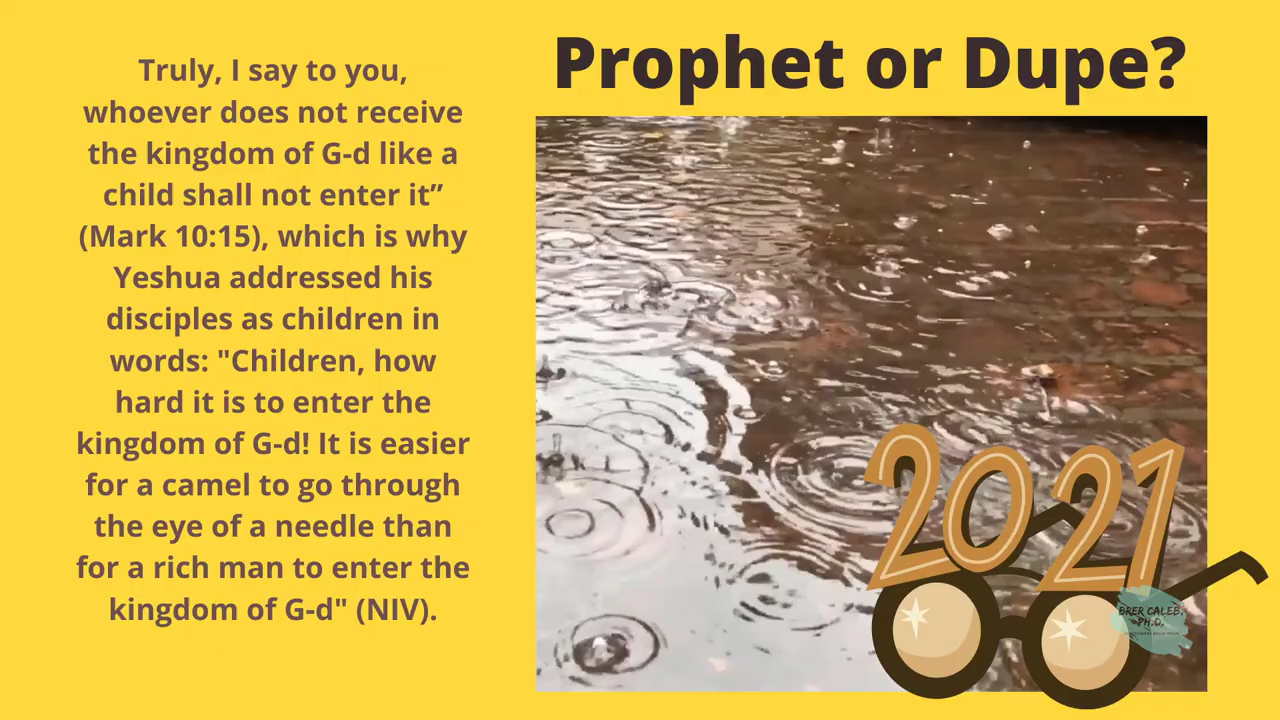 Prophet or Dupe?
Truly, I say to you,
whoever does not receive
the kingdom of G-d like a
child shall not enter it”
(Mark 10:15), which is why
Yeshua addressed his
disciples as children in
words: "Children, how
hard it is to enter the
kingdom of G-d! It is easier
for a camel to go through
the eye of a needle than
for a rich man to enter the
kingdom of G-d" (NIV).
2021
BRER CALEB,
PH.D.